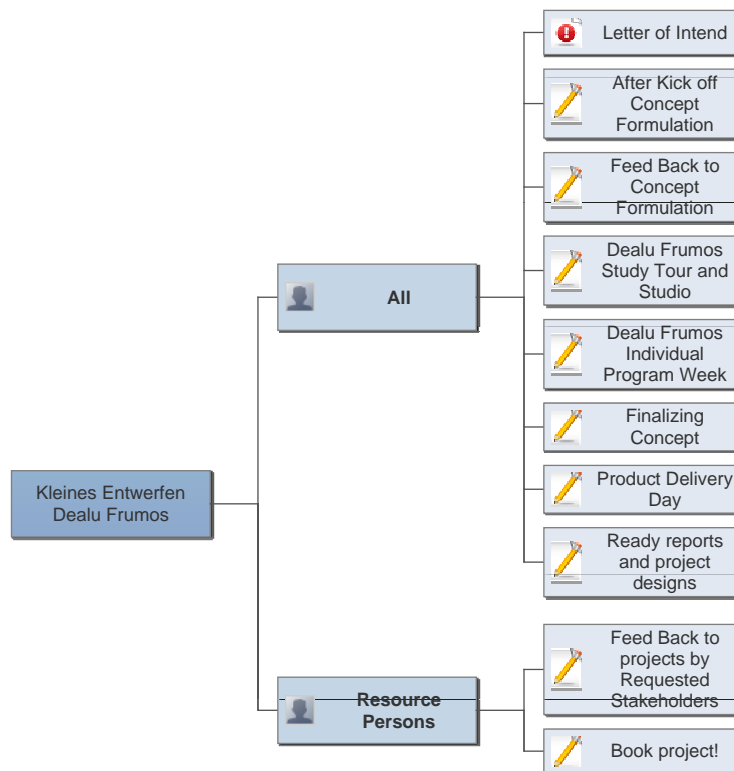 Letter of Intend
After Kick off
Concept
Formulation
Feed Back to
Concept
Formulation
Dealu Frumos
Study Tour and
Studio
All
Dealu Frumos
Individual
Program Week
Finalizing
Concept
Kleines Entwerfen
Dealu Frumos
Product Delivery
Day
Ready reports
and project
designs
Feed Back to
projects by
Requested
Stakeholders
Resource
Persons
Book project!